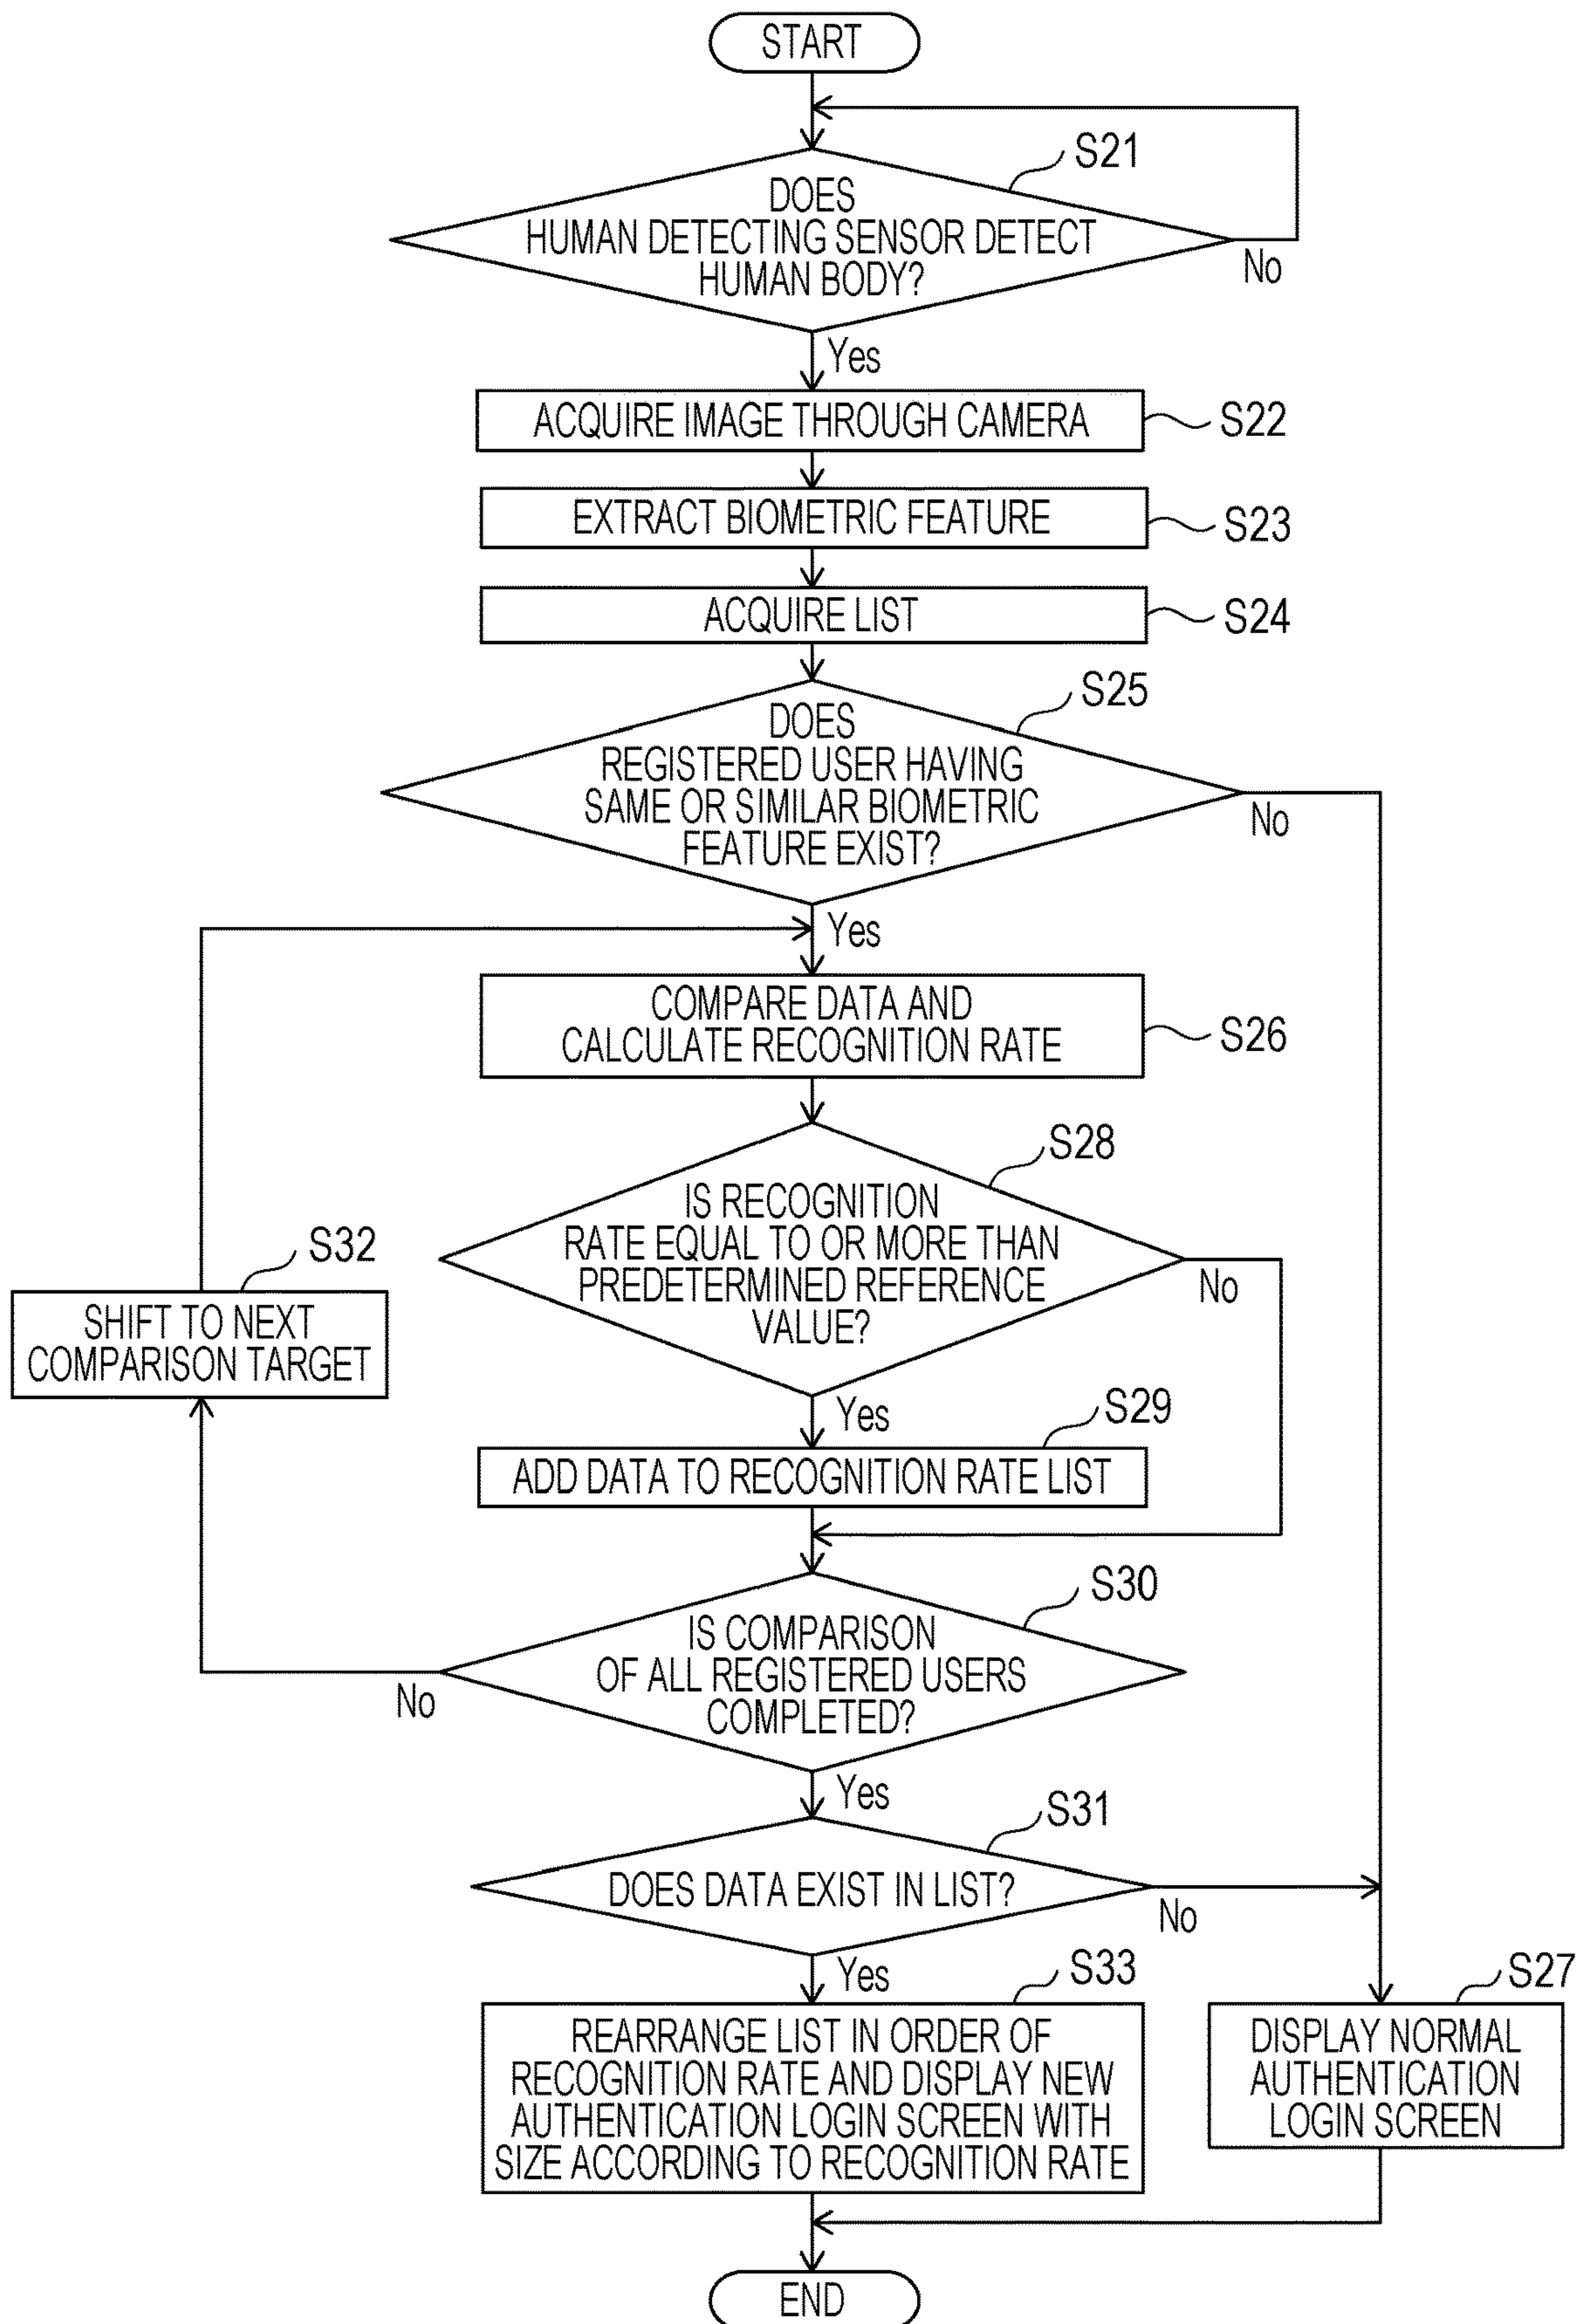 START
S21
DOES
HUMAN DETECTING SENSOR DETECT
HUMAN BODY?
No
Yes
ACQUIRE IMAGE THROUGH CAMERA
S22
EXTRACT BIOMETRIC FEATURE
S23
ACQUIRE LIST
S24
S25
DOES
REGISTERED USER HAVING
SAME OR SIMILAR BIOMETRIC
FEATURE EXIST?
No
Yes
COMPARE DATA AND
CALCULATE RECOGNITION RATE
S26
S28
IS RECOGNITION
RATE EQUAL TO OR MORE THAN
PREDETERMINED REFERENCE
VALUE?
No
S32
SHIFT TO NEXT
COMPARISON TARGET
Yes
S29
ADD DATA TO RECOGNITION RATE LIST
S30
IS COMPARISON
OF ALL REGISTERED USERS
COMPLETED?
No
Yes
S31
DOES DATA EXIST IN LIST?
No
Yes
S33
REARRANGE LIST IN ORDER OF
RECOGNITION RATE AND DISPLAY NEW
AUTHENTICATION LOGIN SCREEN WITH
SIZE ACCORDING TO RECOGNITION RATE
S27
DISPLAY NORMAL
AUTHENTICATION
LOGIN SCREEN
END